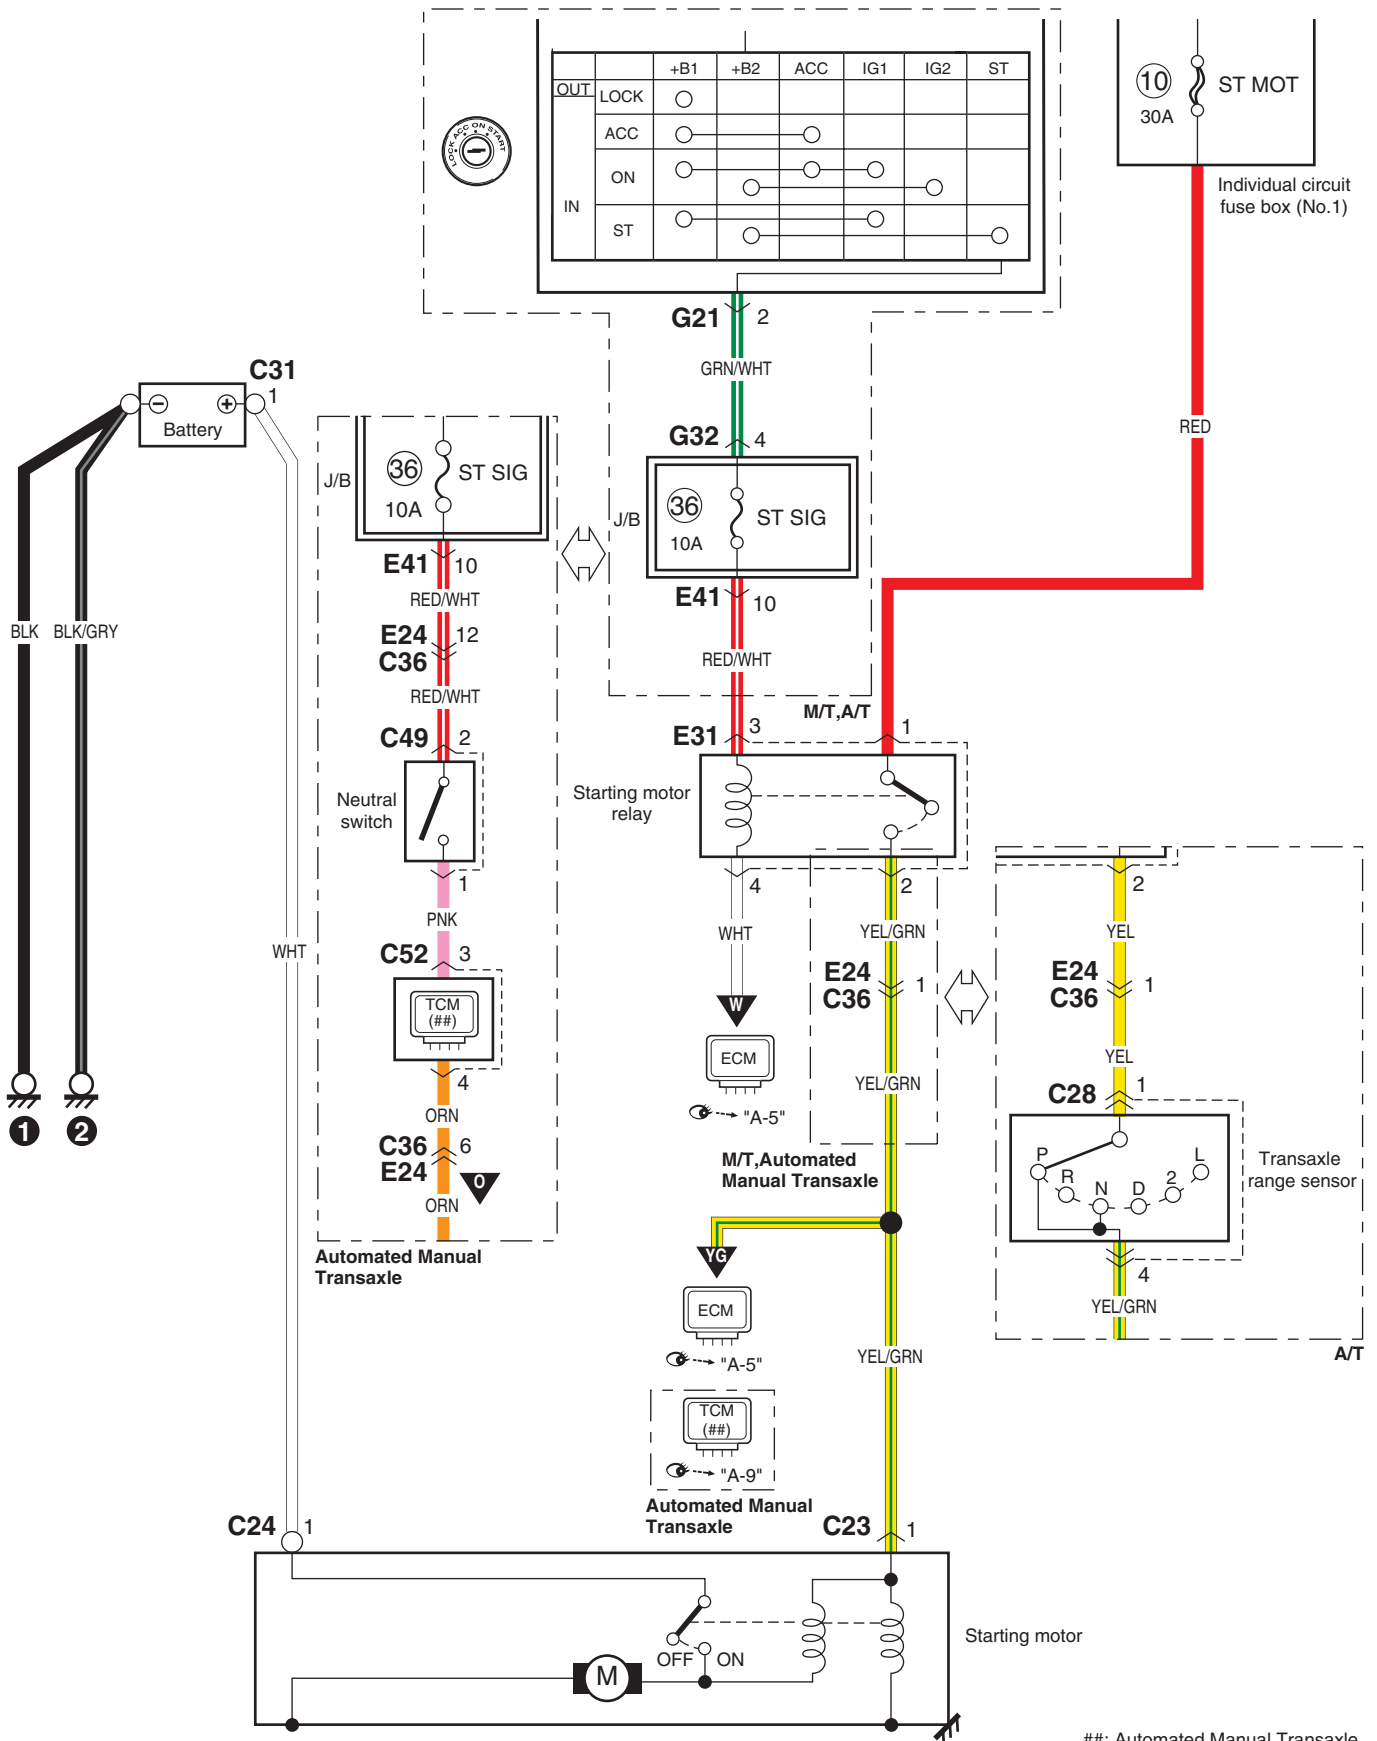 +B1 +B2 ACC IG1 IG2 ST
OUT
LOCK
ACC
ON
IN
ST
LOCK ACC ON START
10
30A
ST MOT
Individual circuit
fuse box (No.1)
G21 2
GRN/WHT
G32 4
36
10A
ST SIG
J/B
E41 10
RED/WHT
M/T,A/T
RED
C31
1
Battery
BLK
BLK/GRY
WHT
1
2
J/B
36
10A
ST SIG
E41 10
RED/WHT
E24 12
C36
RED/WHT
C49 2
Neutral
switch
1
PNK
C52 3
TCM
(##)
4
ORN
C36 6
E24
O
ORN
Automated Manual
Transaxle
E31 3
1
Starting motor
relay
4
2
WHT
W
ECM
"A-5"
YEL/GRN
E24 1
C36
YEL/GRN
M/T,Automated
Manual Transaxle
2
YEL
E24 1
C36
YEL
C28 1
P R N D 2 L
Transaxle
range sensor
4
YEL/GRN
A/T
YG
ECM
"A-5"
TCM
(##)
"A-9"
Automated Manual
Transaxle
YEL/GRN
C24 1
C23 1
OFF ON
M
Starting motor
##: Automated Manual Transaxle